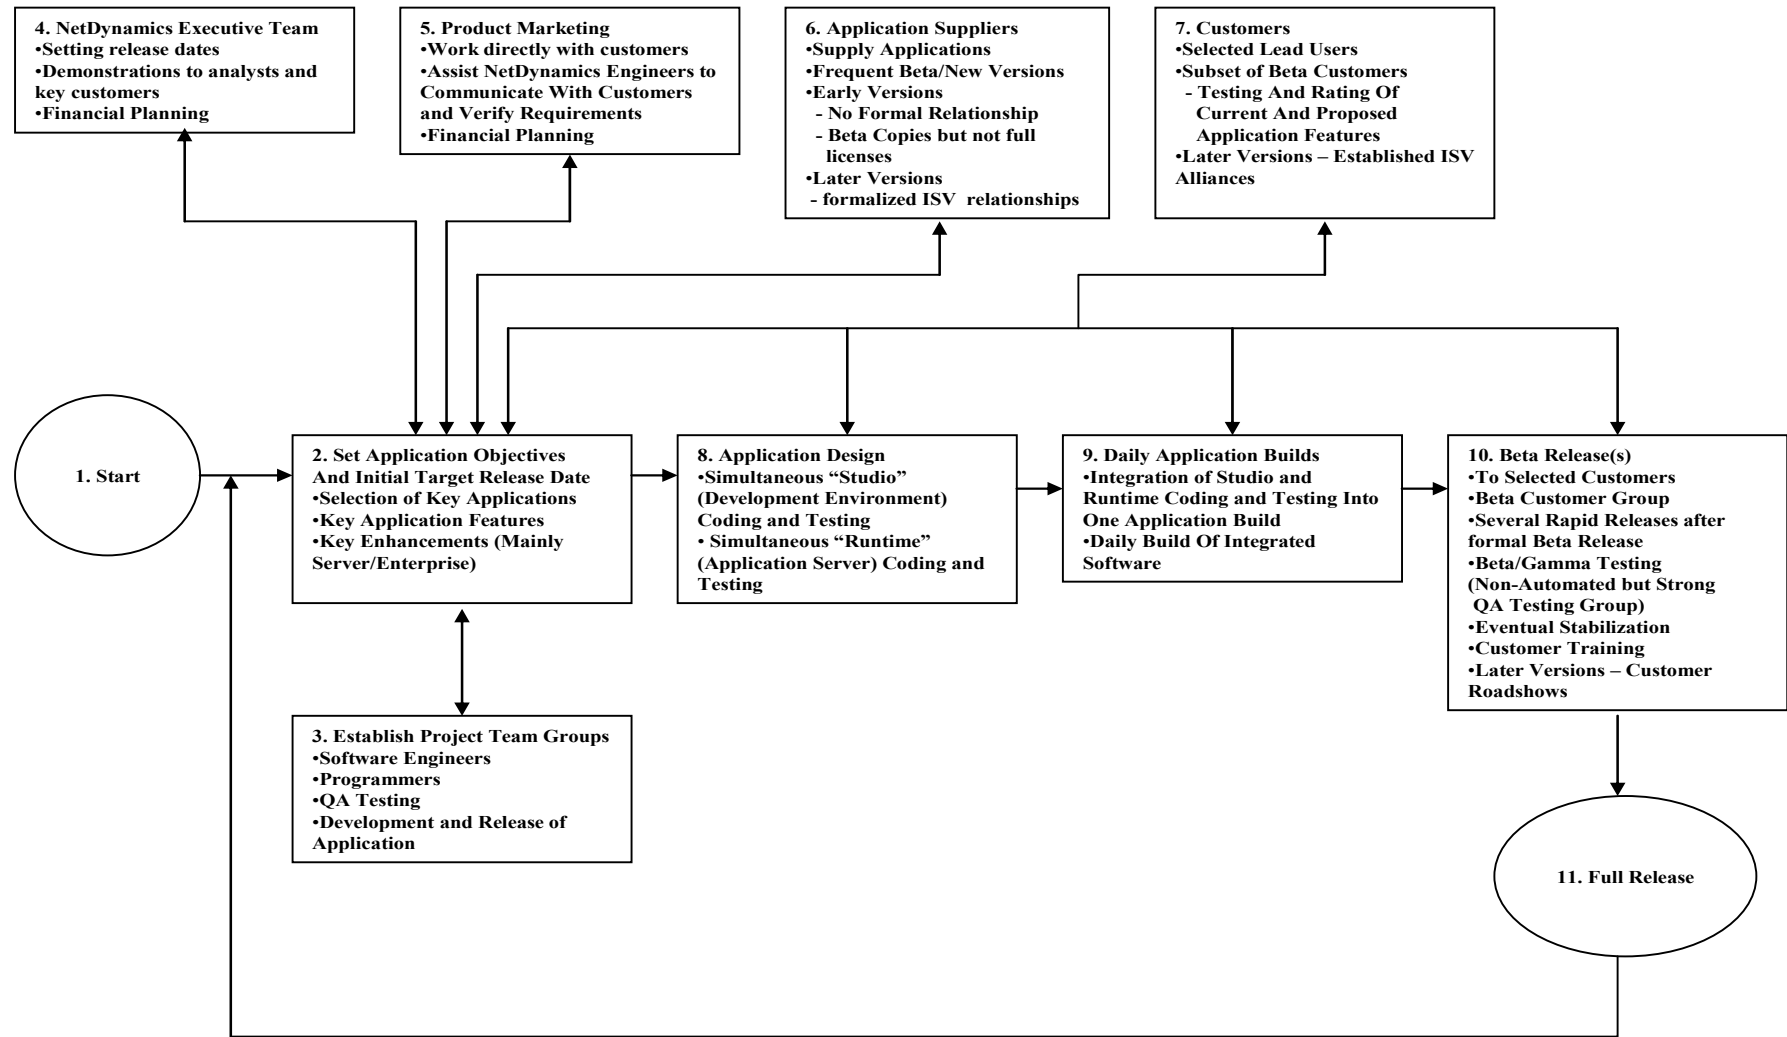 4. NetDynamics Executive Team
•Setting release dates
•Demonstrations to analysts and
key customers
•Financial Planning
5. Product Marketing
•Work directly with customers
•Assist NetDynamics Engineers to
Communicate With Customers
and Verify Requirements
•Financial Planning
6. Application Suppliers
•Supply Applications
•Frequent Beta/New Versions
•Early Versions
- No Formal Relationship
- Beta Copies but not full
licenses
•Later Versions
- formalized ISV relationships
7. Customers
•Selected Lead Users
•Subset of Beta Customers
- Testing And Rating Of
Current And Proposed
Application Features
•Later Versions – Established ISV
Alliances
1. Start
2. Set Application Objectives
And Initial Target Release Date
•Selection of Key Applications
•Key Application Features
•Key Enhancements (Mainly
Server/Enterprise)
8. Application Design
•Simultaneous “Studio”
(Development Environment)
Coding and Testing
• Simultaneous “Runtime”
(Application Server) Coding and
Testing
9. Daily Application Builds
•Integration of Studio and
Runtime Coding and Testing Into
One Application Build
•Daily Build Of Integrated
Software
10. Beta Release(s)
•To Selected Customers
•Beta Customer Group
•Several Rapid Releases after
formal Beta Release
•Beta/Gamma Testing
(Non-Automated but Strong
QA Testing Group)
•Eventual Stabilization
•Customer Training
•Later Versions – Customer
Roadshows
3. Establish Project Team Groups
•Software Engineers
•Programmers
•QA Testing
•Development and Release of
Application
11. Full Release